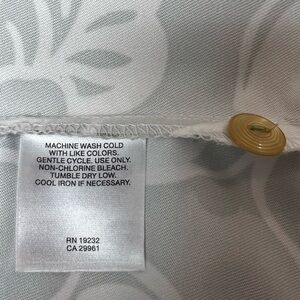 MACHINE WASH COLD
WITH LIKE COLORS.
GENTLE CYCLE. USE ONLY.
NON-CHLORINE BLEACH.
TUMBLE DRY LOW.
COOL IRON IF NECESSARY.
RN 19232
CA 29961